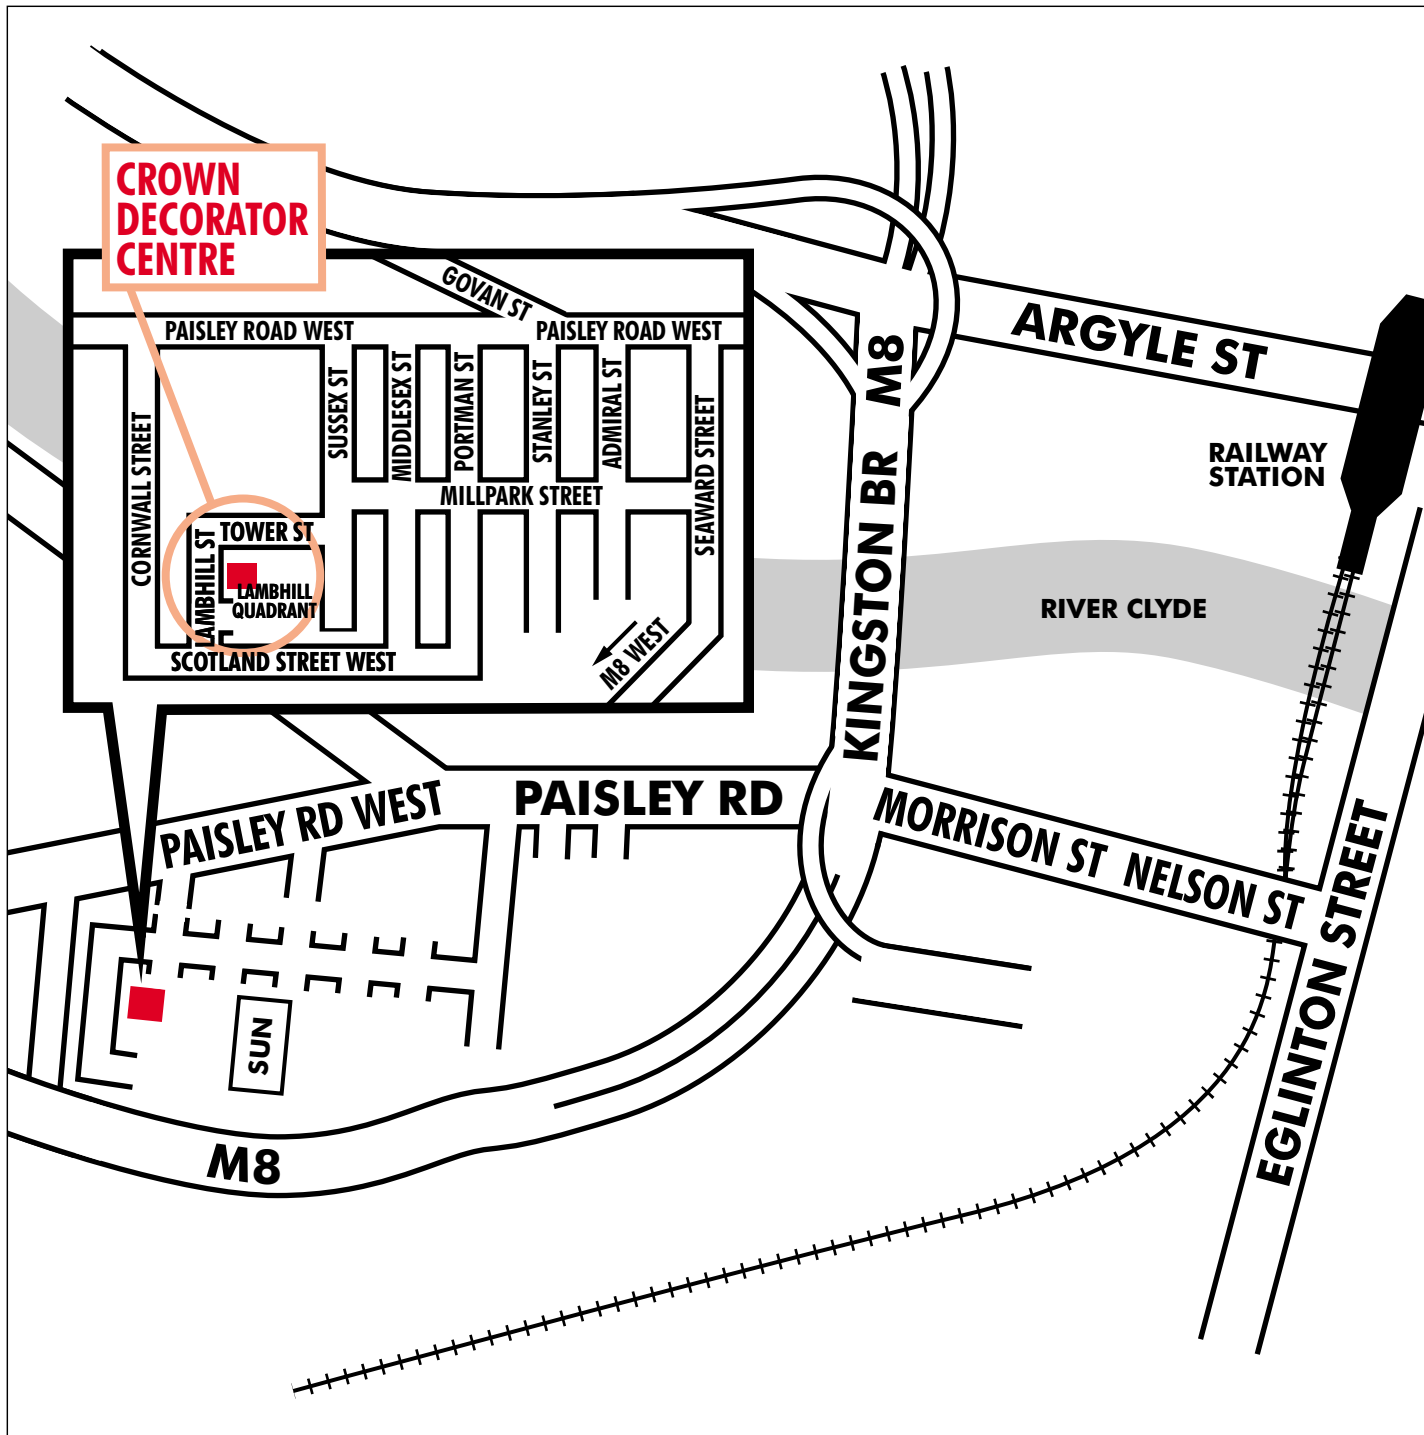 CROWN
DECORATOR
CENTRE
GOVAN ST
PAISLEY ROAD WEST
PAISLEY ROAD WEST
SUSSEX ST
MIDDLESEX ST
PORTMAN ST
STANLEY ST
ADMIRAL ST
SEAWARD STREET
CORNWALL STREET
MILLPARK STREET
TOWER ST
LAMBHILL ST
LAMBHILL
QUADRANT
SCOTLAND STREET WEST
M8 WEST
M8
ARGYLE ST
RAILWAY
STATION
KINGSTON BR
RIVER CLYDE
PAISLEY RD WEST
PAISLEY RD
MORRISON ST
NELSON ST
EGLINTON STREET
SUN
M8